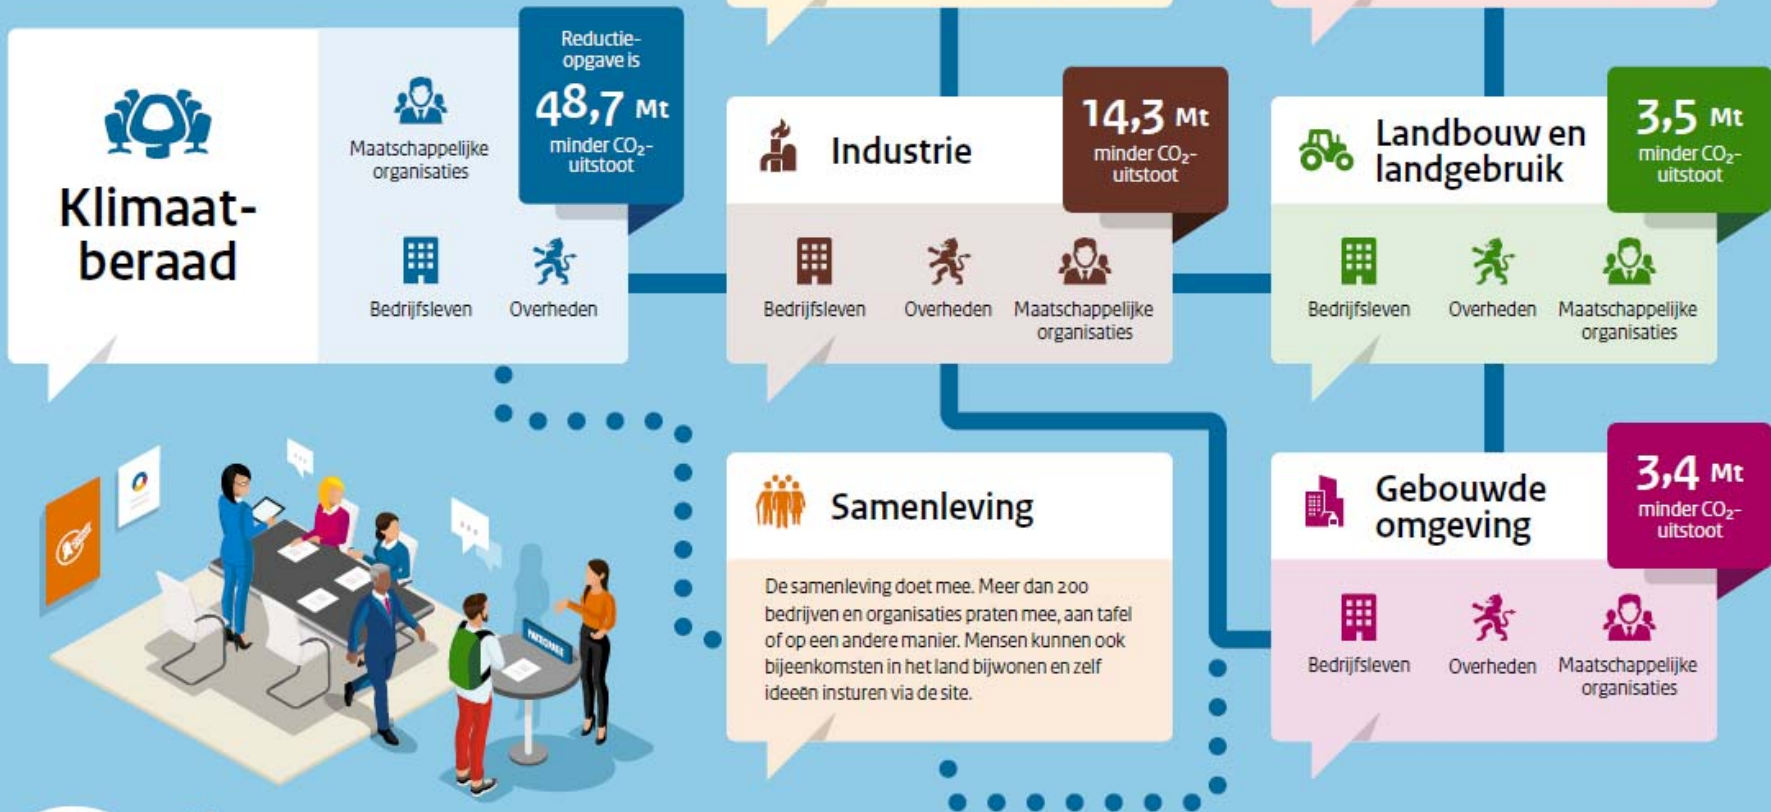 Klimaat-
beraad
Maatschappelijke
organisaties
Bedrijfsleven
Overheden
Reductie-
opgave is
48,7 Mt
minder CO₂-
uitstoot
Industrie
14,3 Mt
minder CO₂-
uitstoot
Bedrijfsleven
Overheden
Maatschappelijke
organisaties
Landbouw en
landgebruik
3,5 Mt
minder CO₂-
uitstoot
Bedrijfsleven
Overheden
Maatschappelijke
organisaties
Samenleving
De samenleving doet mee. Meer dan 200
bedrijven en organisaties praten mee, aan tafel
of op een andere manier. Mensen kunnen ook
bijeenkomsten in het land bijwonen en zelf
ideeën insturen via de site.
Gebouwde
omgeving
3,4 Mt
minder CO₂-
uitstoot
Bedrijfsleven
Overheden
Maatschappelijke
organisaties